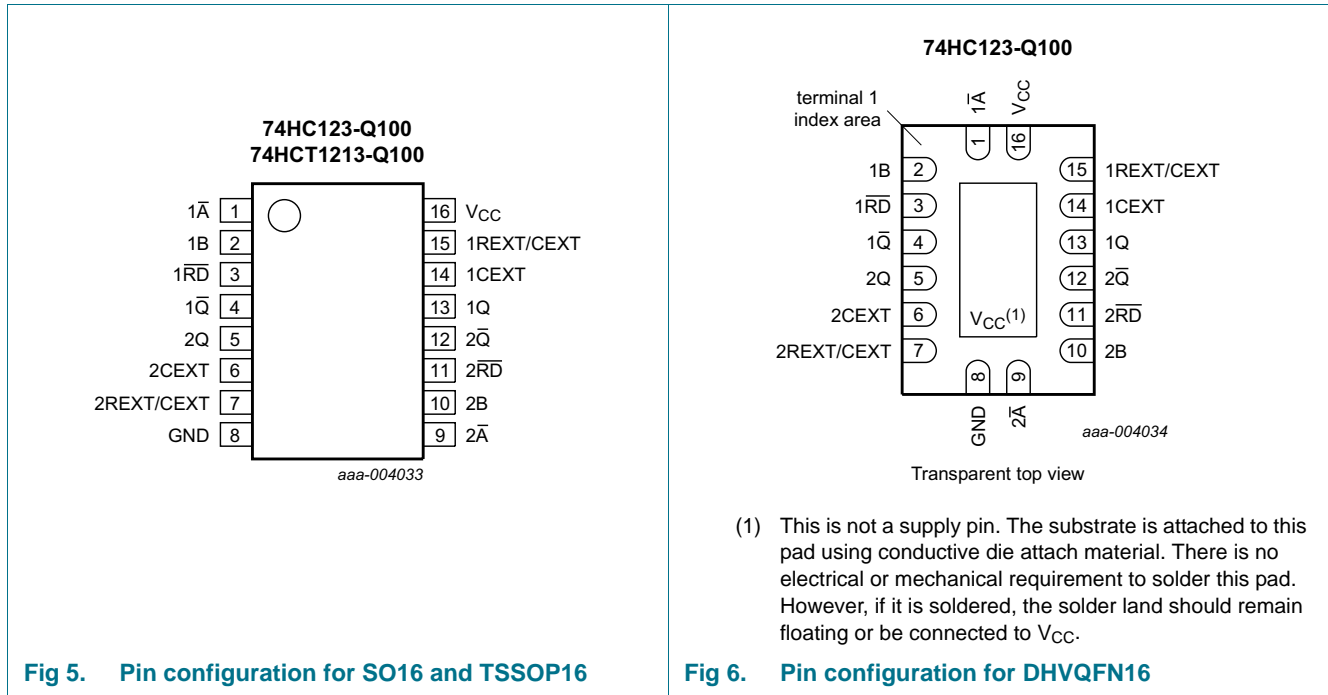 74HC123-Q100
74HCT1213-Q100
1A̅ 1
1B 2
1R̅D̅ 3
1Q̅ 4
2Q 5
2CEXT 6
2REXT/CEXT 7
GND 8
16 VCC
15 1REXT/CEXT
14 1CEXT
13 1Q
12 2Q̅
11 2R̅D̅
10 2B
9 2A̅
aaa-004033
Fig 5. Pin configuration for SO16 and TSSOP16
74HC123-Q100
terminal 1
index area
1A̅
VCC
1
16
1B 2
1R̅D̅ 3
1Q̅ 4
2Q 5
2CEXT 6
2REXT/CEXT 7
15 1REXT/CEXT
14 1CEXT
13 1Q
12 2Q̅
11 2R̅D̅
10 2B
VCC(1)
8
9
GND
2A̅
aaa-004034
Transparent top view
(1) This is not a supply pin. The substrate is attached to this
pad using conductive die attach material. There is no
electrical or mechanical requirement to solder this pad.
However, if it is soldered, the solder land should remain
floating or be connected to VCC.
Fig 6. Pin configuration for DHVQFN16